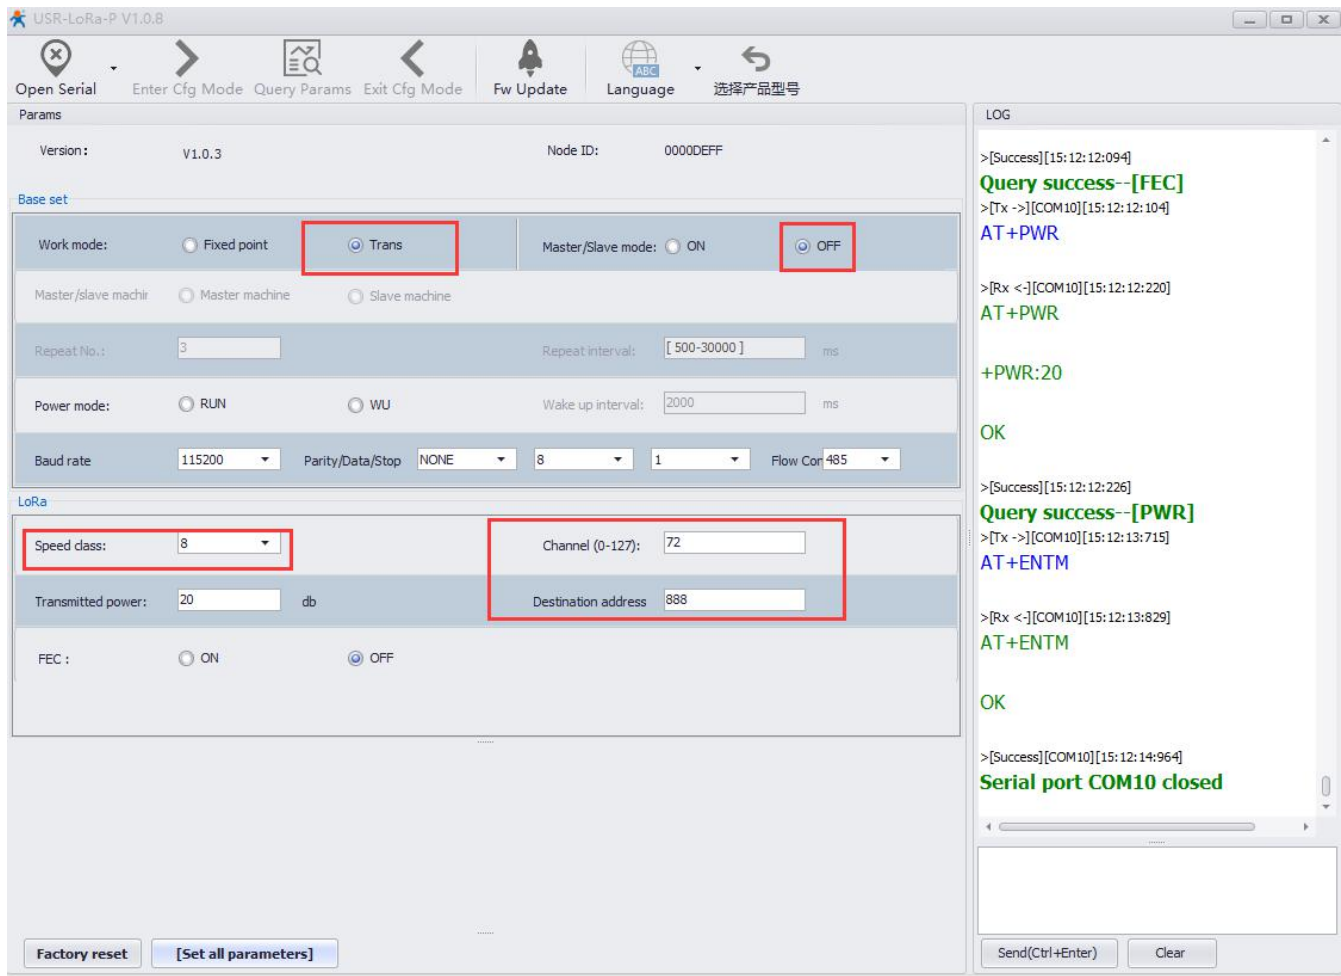 USR-LoRa-P V1.0.8
Open Serial Enter Cfg Mode Query Params Exit Cfg Mode Fw Update ABC Language 选择产品型号
Params
Version: V1.0.3 Node ID: 0000DEFF
Base set
Work mode: Fixed point Trans Master/Slave mode: ON OFF
Master/slave machir Master machine Slave machine
Repeat No.: 3 Repeat interval: [ 500-30000 ] ms
Power mode: RUN WU Wake up interval: 2000 ms
Baud rate 115200 Parity/Data/Stop NONE 8 1 Flow Cor 485
LoRa
Speed class: 8 Channel (0-127): 72
Transmitted power: 20 db Destination address 888
FEC : ON OFF
Factory reset [Set all parameters]
LOG
>[Success][15:12:12:094]
Query success--[FEC]
>[Tx ->][COM10][15:12:12:104]
AT+PWR
>[Rx <-][COM10][15:12:12:220]
AT+PWR
+PWR:20
OK
>[Success][15:12:12:226]
Query success--[PWR]
>[Tx ->][COM10][15:12:13:715]
AT+ENTM
>[Rx <-][COM10][15:12:13:829]
AT+ENTM
OK
>[Success][COM10][15:12:14:964]
Serial port COM10 closed
Send(Ctrl+Enter) Clear